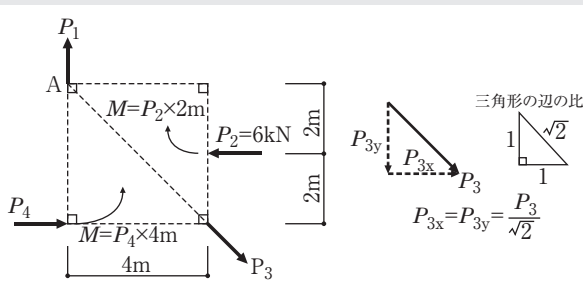 P₁
A
M=P₂×2m
P₂=6kN
2m
2m
P₄
M=P₄×4m
4m
P₃
三角形の辺の比
P₃y
P₃x
P₃
1
√2
1
P₃x=P₃y=P₃/√2